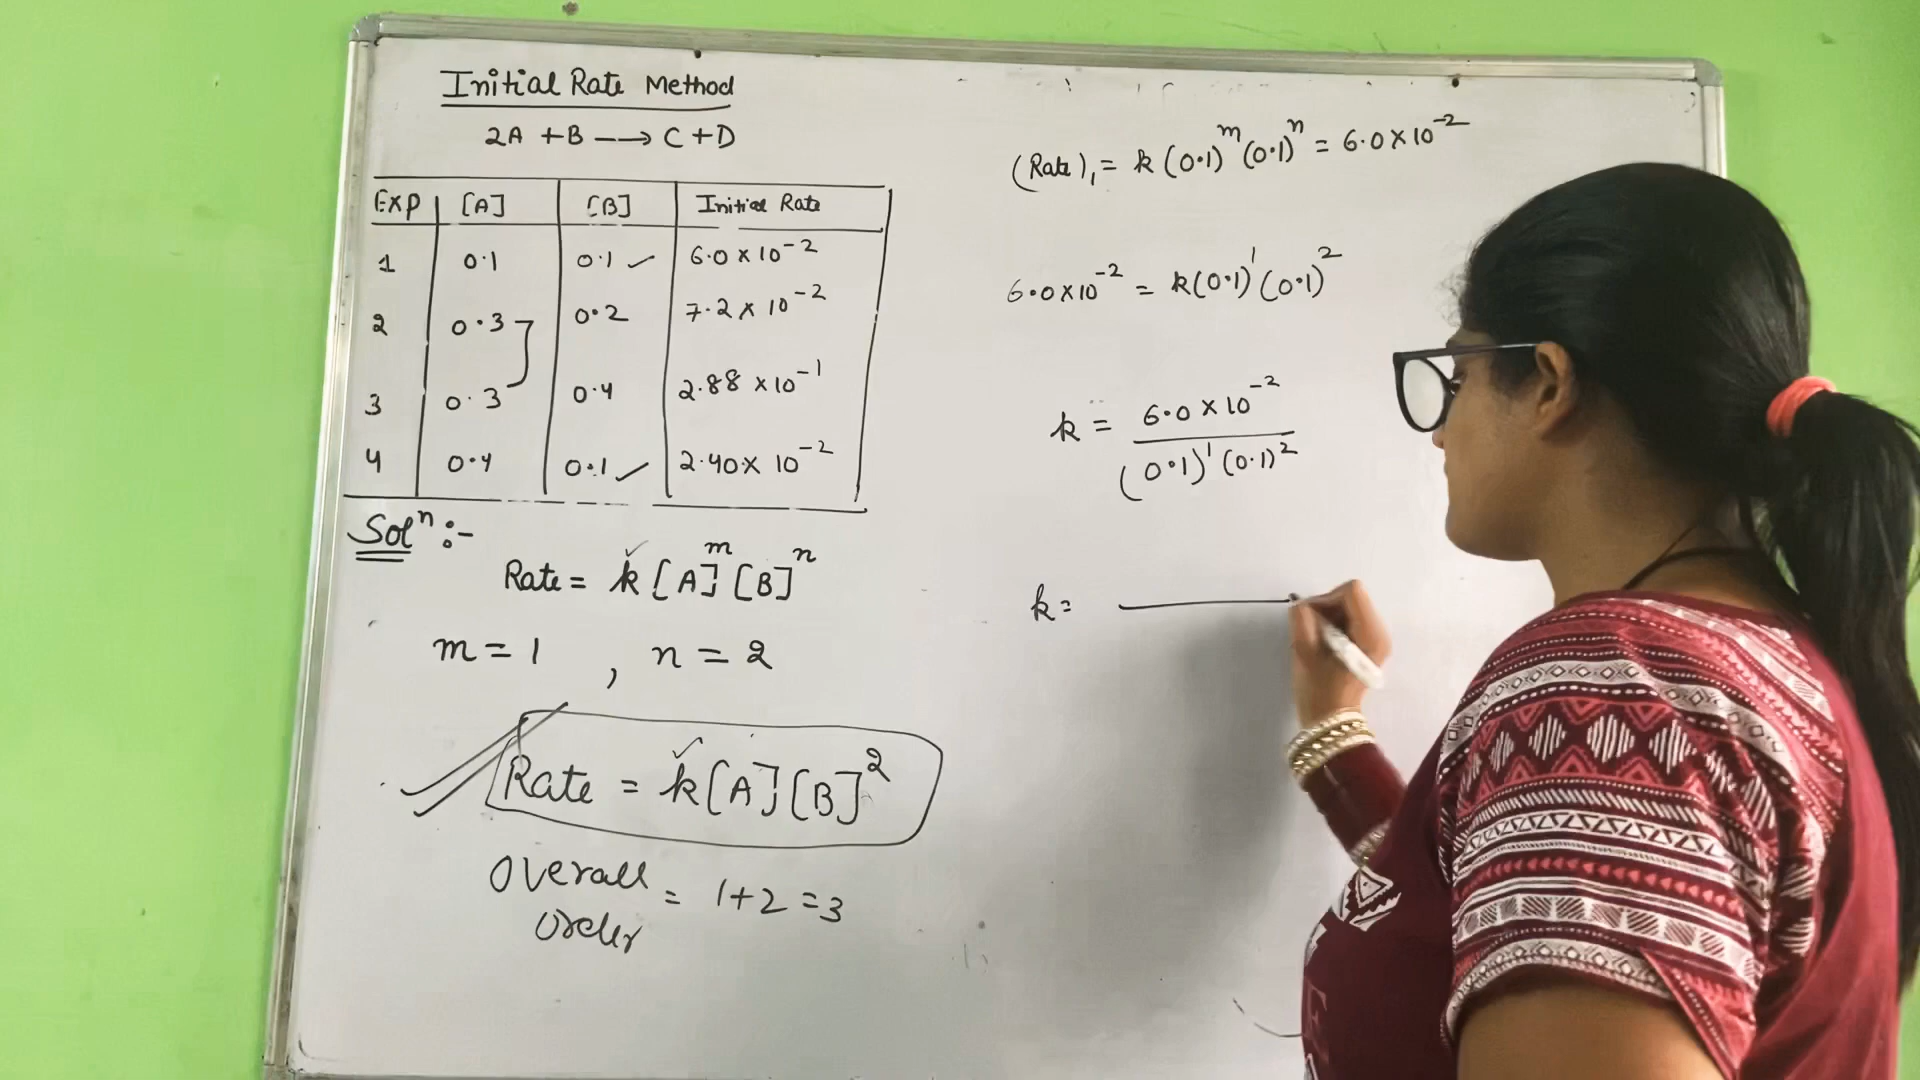 Initial Rate Method
2A + B ⟶ C + D
Exp [A] [B] Initial Rate
1 0.1 0.1 ✓ 6.0 × 10⁻²
2 0.3 0.2 7.2 × 10⁻²
3 0.3 0.4 2.88 × 10⁻¹
4 0.4 0.1 ✓ 2.40 × 10⁻²
Solⁿ :-
Rate = k [A]ᵐ [B]ⁿ
m = 1 , n = 2
Rate = k[A] [B]²
Overall order = 1+2 = 3
(Rate)₁ = k (0.1)ᵐ (0.1)ⁿ = 6.0 × 10⁻²
6.0 × 10⁻² = k (0.1)¹ (0.1)²
k = 6.0 × 10⁻²
(0.1)¹ (0.1)²
k =